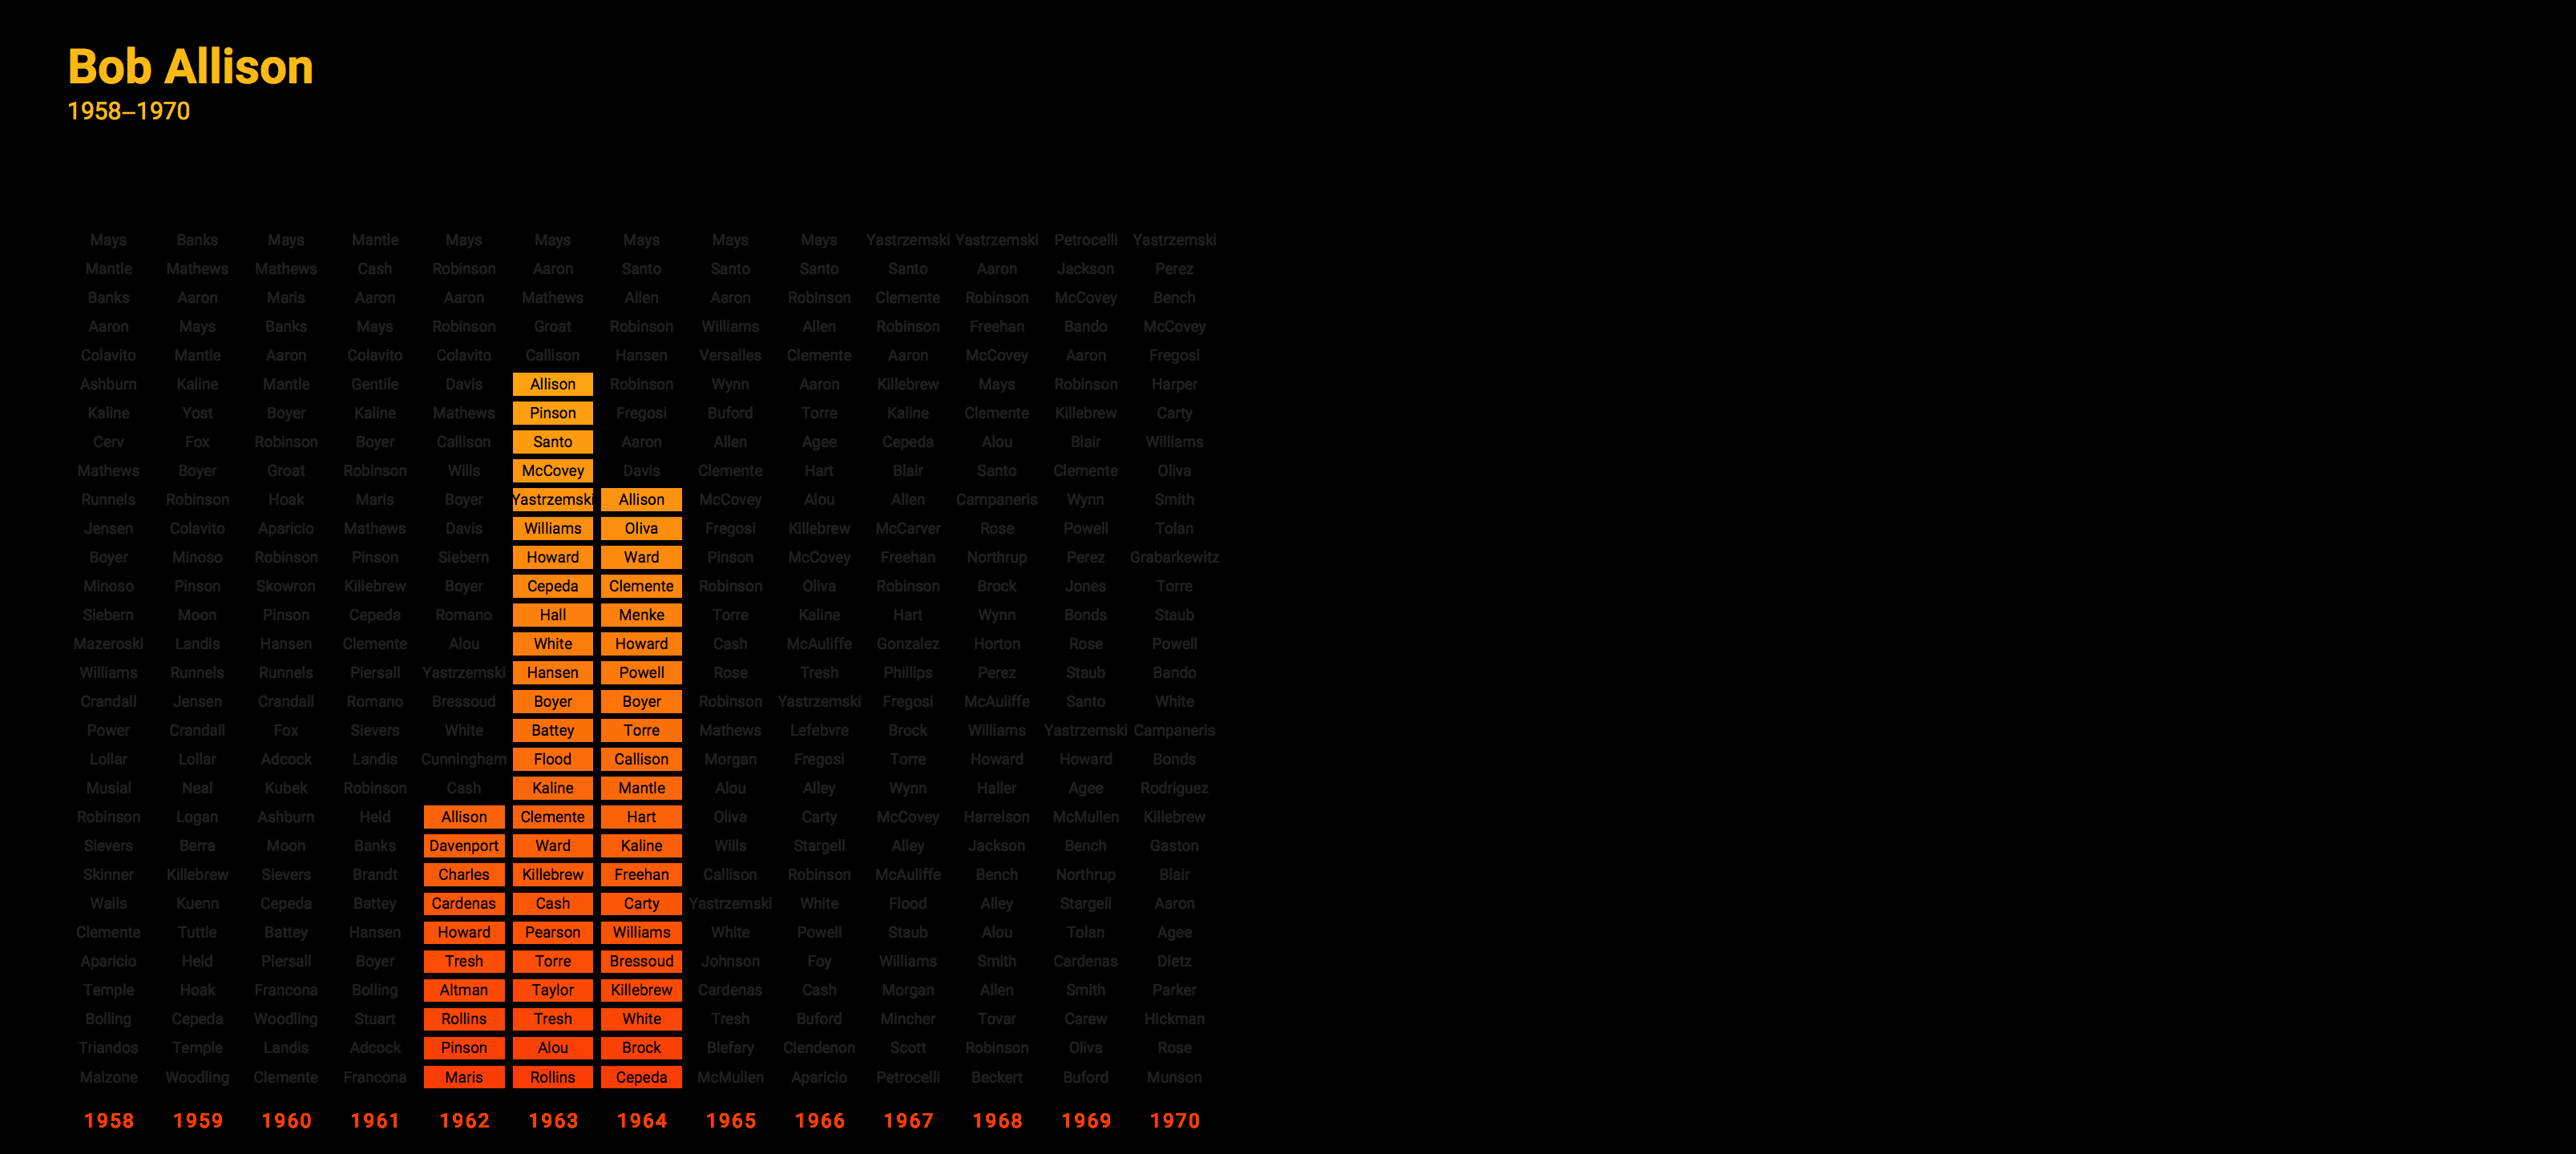 Bob Allison
1958–1970
Mays Banks Mays Mantle Mays Mays Mays Mays Mays Yastrzemski Yastrzemski Petrocelli Yastrzemski
Mantle Mathews Mathews Cash Robinson Aaron Santo Santo Santo Santo Aaron Jackson Perez
Banks Aaron Maris Aaron Aaron Mathews Allen Aaron Robinson Clemente Robinson McCovey Bench
Aaron Mays Banks Mays Robinson Groat Robinson Williams Allen Robinson Freehan Bando McCovey
Colavito Mantle Aaron Colavito Colavito Callison Hansen Versalles Clemente Aaron McCovey Aaron Fregosi
Ashburn Kaline Mantle Gentile Davis Allison Robinson Wynn Aaron Killebrew Mays Robinson Harper
Kaline Yost Boyer Kaline Mathews Pinson Fregosi Buford Torre Kaline Clemente Killebrew Carty
Cerv Fox Robinson Boyer Callison Santo Aaron Allen Agee Cepeda Alou Blair Williams
Mathews Boyer Groat Robinson Wills McCovey Davis Clemente Hart Blair Santo Clemente Oliva
Runnels Robinson Hoak Maris Boyer Yastrzemski Allison McCovey Alou Allen Campaneris Wynn Smith
Jensen Colavito Aparicio Mathews Davis Williams Oliva Fregosi Killebrew McCarver Rose Powell Tolan
Boyer Minoso Robinson Pinson Siebern Howard Ward Pinson McCovey Freehan Northrup Perez Grabarkewitz
Minoso Pinson Skowron Killebrew Boyer Cepeda Clemente Robinson Oliva Robinson Brock Jones Torre
Siebern Moon Pinson Cepeda Romano Hall Menke Torre Kaline Hart Wynn Bonds Staub
Mazeroski Landis Hansen Clemente Alou White Howard Cash McAuliffe Gonzalez Horton Rose Powell
Williams Runnels Runnels Piersall Yastrzemski Hansen Powell Rose Tresh Phillips Perez Staub Bando
Crandall Jensen Crandall Romano Bressoud Boyer Boyer Robinson Yastrzemski Fregosi McAuliffe Santo White
Power Crandall Fox Sievers White Battey Torre Mathews Lefebvre Brock Williams Yastrzemski Campaneris
Lollar Lollar Adcock Landis Cunningham Flood Callison Morgan Fregosi Torre Howard Howard Bonds
Musial Neal Kubek Robinson Cash Kaline Mantle Alou Alley Wynn Haller Agee Rodriguez
Robinson Logan Ashburn Held Allison Clemente Hart Oliva Carty McCovey Harrelson McMullen Killebrew
Sievers Berra Moon Banks Davenport Ward Kaline Wills Stargell Alley Jackson Bench Gaston
Skinner Killebrew Sievers Brandt Charles Killebrew Freehan Callison Robinson McAuliffe Bench Northrup Blair
Walls Kuenn Cepeda Battey Cardenas Cash Carty Yastrzemski White Flood Alley Stargell Aaron
Clemente Tuttle Battey Hansen Howard Pearson Williams White Powell Staub Alou Tolan Agee
Aparicio Held Piersall Boyer Tresh Torre Bressoud Johnson Foy Williams Smith Cardenas Dietz
Temple Hoak Francona Bolling Altman Taylor Killebrew Cardenas Cash Morgan Allen Smith Parker
Bolling Cepeda Woodling Stuart Rollins Tresh White Tresh Buford Mincher Tovar Carew Hickman
Triandos Temple Landis Adcock Pinson Alou Brock Blefary Clendenon Scott Robinson Oliva Rose
Malzone Woodling Clemente Francona Maris Rollins Cepeda McMullen Aparicio Petrocelli Beckert Buford Munson
1958 1959 1960 1961 1962 1963 1964 1965 1966 1967 1968 1969 1970